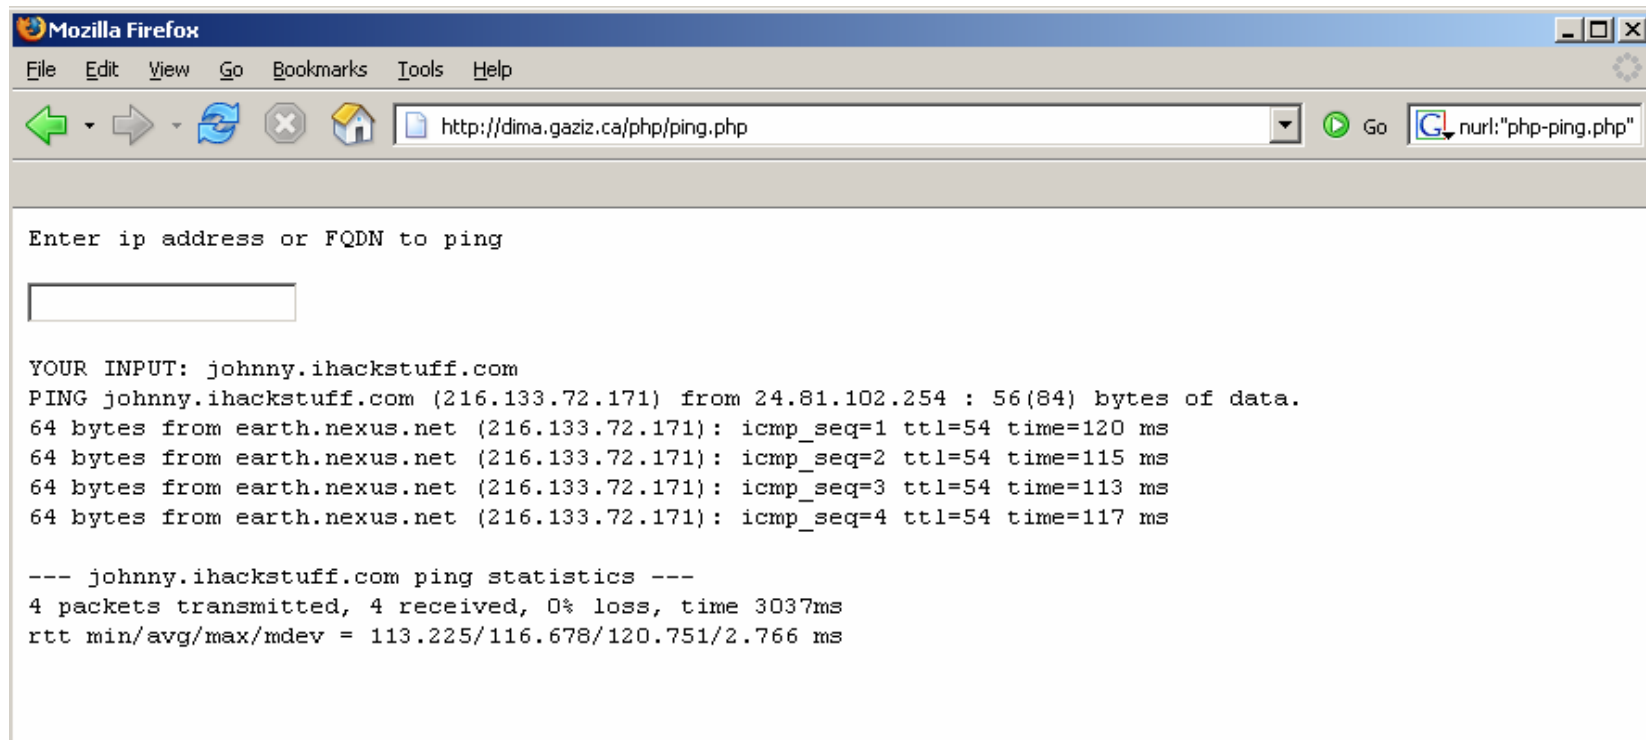 Mozilla Firefox
File Edit View Go Bookmarks Tools Help
http://dima.gaziz.ca/php/ping.php Go G nurl:"php-ping.php"
Enter ip address or FQDN to ping
YOUR INPUT: johnny.ihackstuff.com
PING johnny.ihackstuff.com (216.133.72.171) from 24.81.102.254 : 56(84) bytes of data.
64 bytes from earth.nexus.net (216.133.72.171): icmp_seq=1 ttl=54 time=120 ms
64 bytes from earth.nexus.net (216.133.72.171): icmp_seq=2 ttl=54 time=115 ms
64 bytes from earth.nexus.net (216.133.72.171): icmp_seq=3 ttl=54 time=113 ms
64 bytes from earth.nexus.net (216.133.72.171): icmp_seq=4 ttl=54 time=117 ms
--- johnny.ihackstuff.com ping statistics ---
4 packets transmitted, 4 received, 0% loss, time 3037ms
rtt min/avg/max/mdev = 113.225/116.678/120.751/2.766 ms